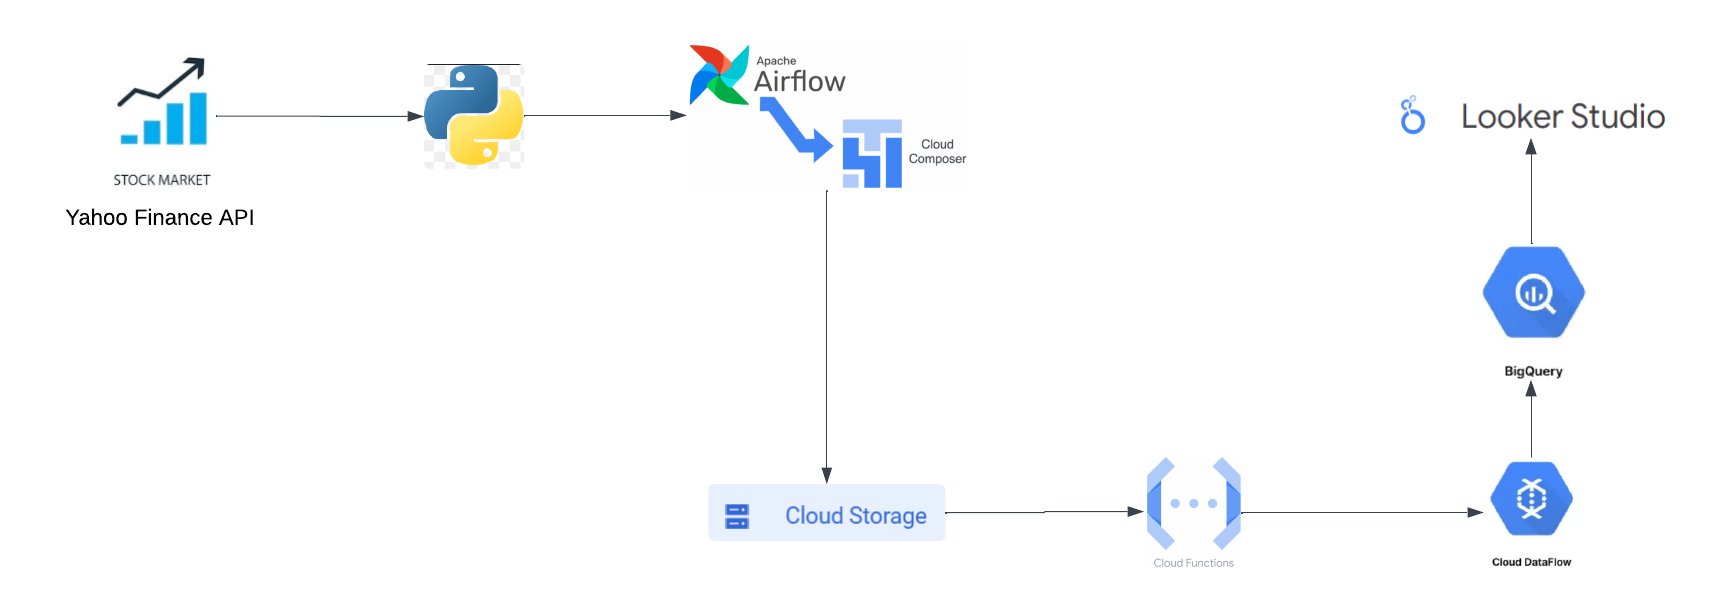 STOCK MARKET
Yahoo Finance API
Apache
Airflow
Cloud
Composer
Cloud Storage
Cloud Functions
Cloud DataFlow
BigQuery
Looker Studio